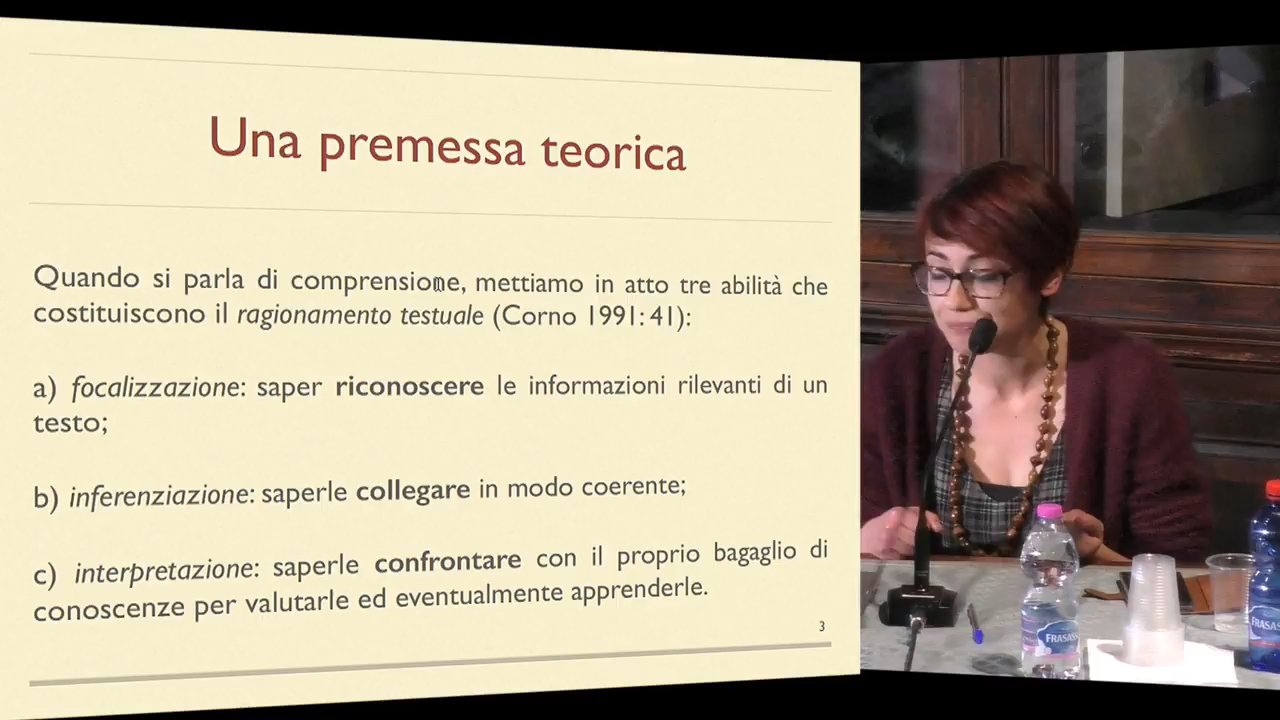 Una premessa teorica
Quando si parla di comprensione, mettiamo in atto tre abilità che
costituiscono il ragionamento testuale (Corno 1991: 41):
a) focalizzazione: saper riconoscere le informazioni rilevanti di un
testo;
b) inferenziazione: saperle collegare in modo coerente;
c) interpretazione: saperle confrontare con il proprio bagaglio di
conoscenze per valutarle ed eventualmente apprenderle.
3
FRASASSI
FRASAS